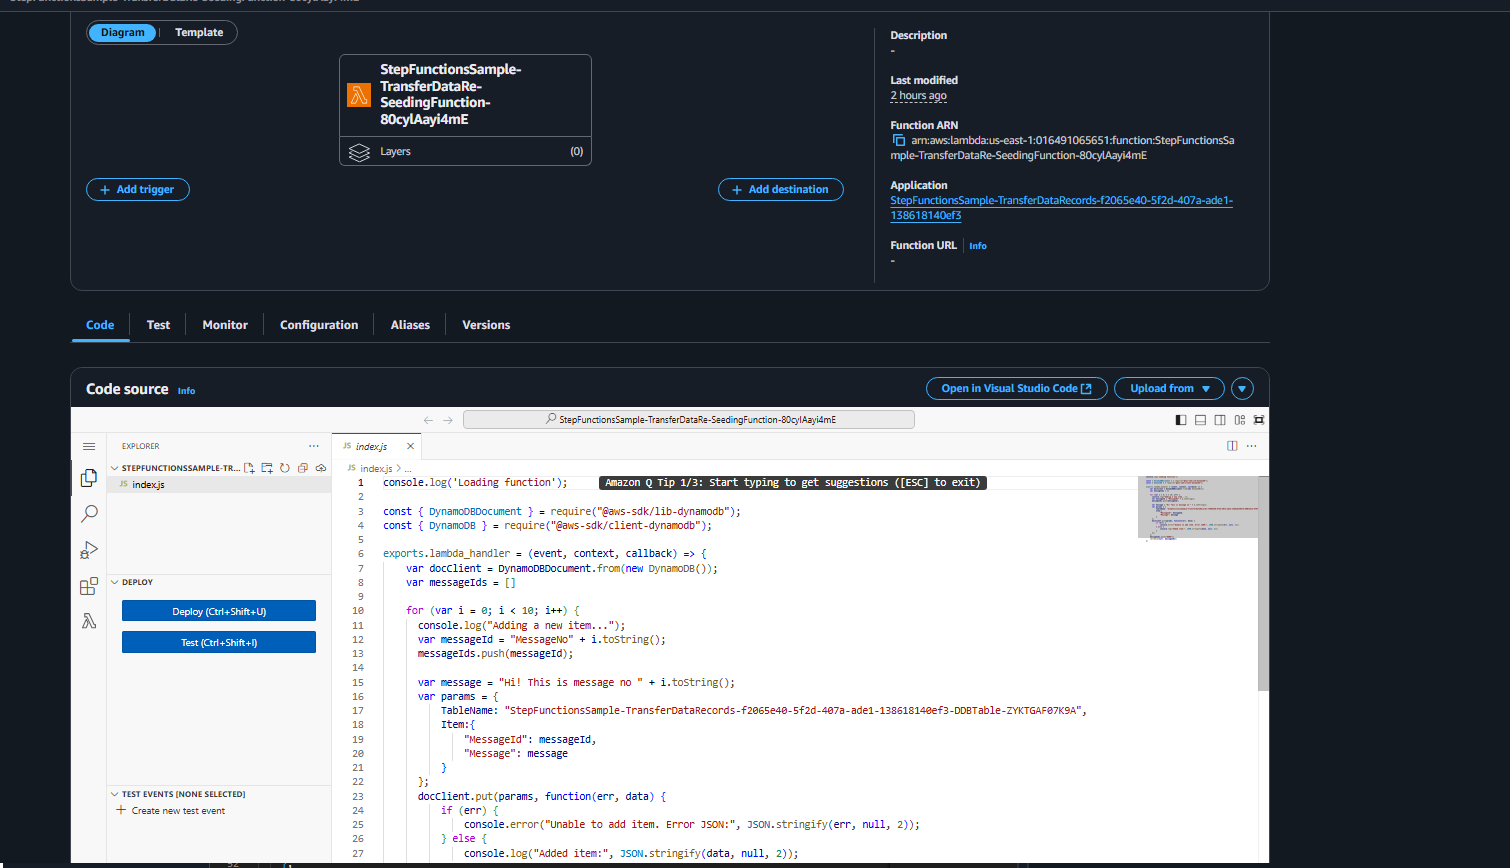 Diagram
Template
StepFunctionsSample-
TransferDataRe-
SeedingFunction-
80cylAayi4mE
Layers
(0)
Add trigger
Add destination
Description
-
Last modified
2 hours ago
Function ARN
arn:aws:lambda:us-east-1:016491065651:function:StepFunctionsSa
mple-TransferDataRe-SeedingFunction-80cylAayi4mE
Application
StepFunctionsSample-TransferDataRecords-f2065e40-5f2d-407a-ade1-
138618140ef3
Function URL Info
-
Code
Test
Monitor
Configuration
Aliases
Versions
Code source Info
Open in Visual Studio Code
Upload from
StepFunctionsSample-TransferDataRe-SeedingFunction-80cylAayi4mE
EXPLORER
STEPFUNCTIONSSAMPLE-TR...
JS index.js
DEPLOY
Deploy (Ctrl+Shift+U)
Test (Ctrl+Shift+I)
TEST EVENTS [NONE SELECTED]
Create new test event
JS index.js
JS index.js > ...
1 console.log('Loading function'); Amazon Q Tip 1/3: Start typing to get suggestions ([ESC] to exit)
2
3 const { DynamoDBDocument } = require("@aws-sdk/lib-dynamodb");
4 const { DynamoDB } = require("@aws-sdk/client-dynamodb");
5
6 exports.lambda_handler = (event, context, callback) => {
7 var docClient = DynamoDBDocument.from(new DynamoDB());
8 var messageIds = []
9
10 for (var i = 0; i < 10; i++) {
11 console.log("Adding a new item...");
12 var messageId = "MessageNo" + i.toString();
13 messageIds.push(messageId);
14
15 var message = "Hi! This is message no " + i.toString();
16 var params = {
17 TableName: "StepFunctionsSample-TransferDataRecords-f2065e40-5f2d-407a-ade1-138618140ef3-DDBTable-ZYKTGAF07K9A",
18 Item:{
19 "MessageId": messageId,
20 "Message": message
21 }
22 };
23 docClient.put(params, function(err, data) {
24 if (err) {
25 console.error("Unable to add item. Error JSON:", JSON.stringify(err, null, 2));
26 } else {
27 console.log("Added item:", JSON.stringify(data, null, 2));